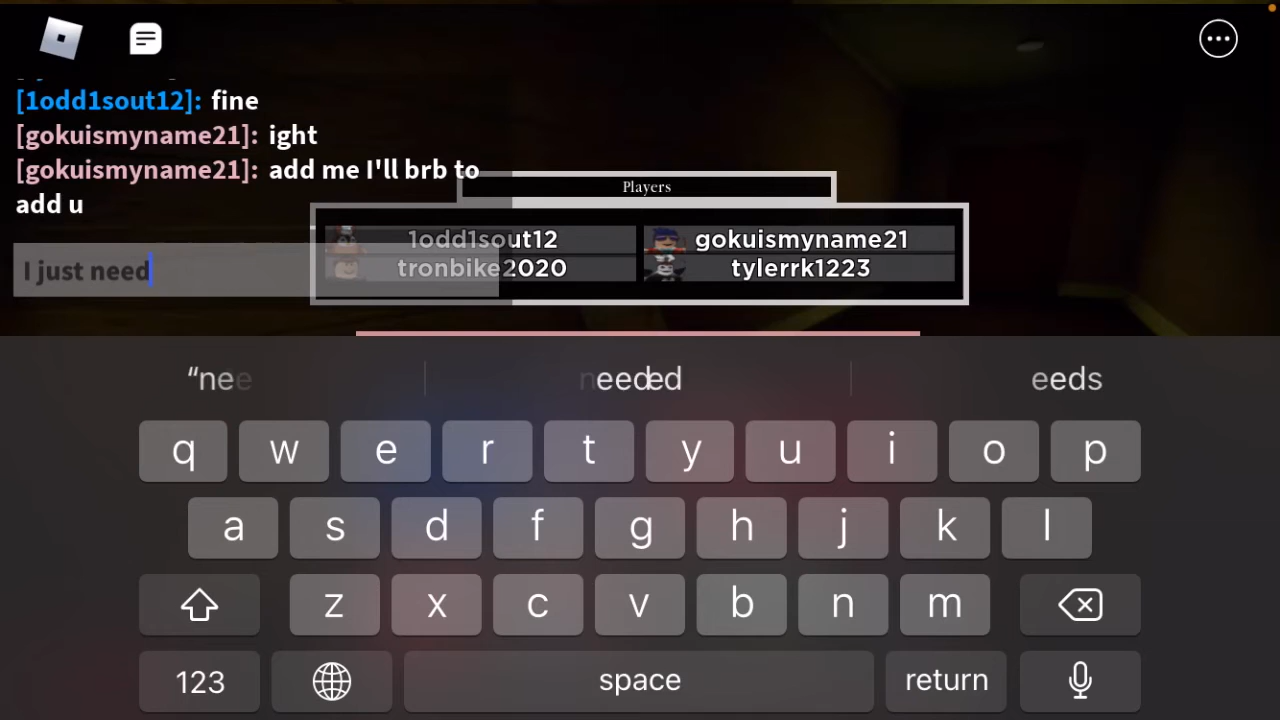 [1odd1sout12]: fine
[gokuismyname21]: ight
[gokuismyname21]: add me I'll brb to
add u
Players
1odd1sout12 gokuismyname21
tronbike2020 tylerrk1223
I just need
“nee needed eeds
q w e r t y u i o p
a s d f g h j k l
z x c v b n m
123 space return